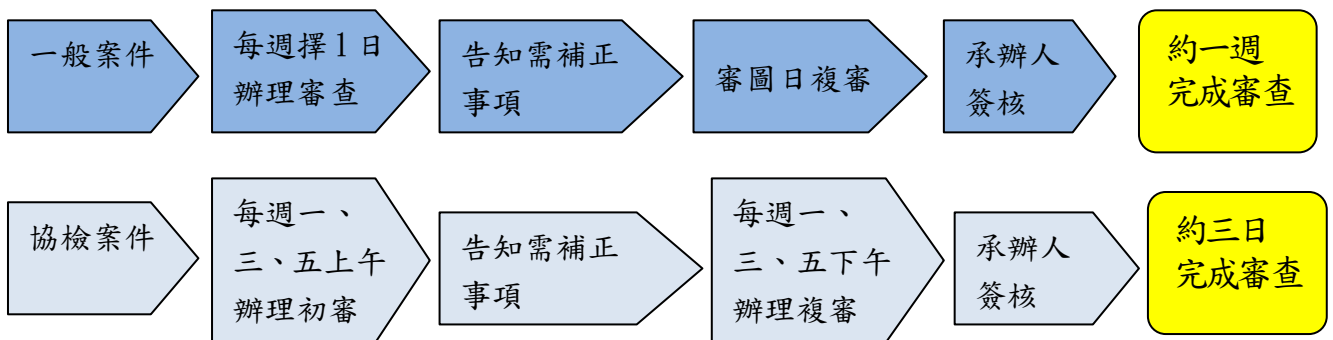 一般案件
每週擇1日
辦理審查
告知需補正
事項
審圖日複審
承辦人
簽核
約一週
完成審查
協檢案件
每週一、
三、五上午
辦理初審
告知需補正
事項
每週一、
三、五下午
辦理複審
承辦人
簽核
約三日
完成審查